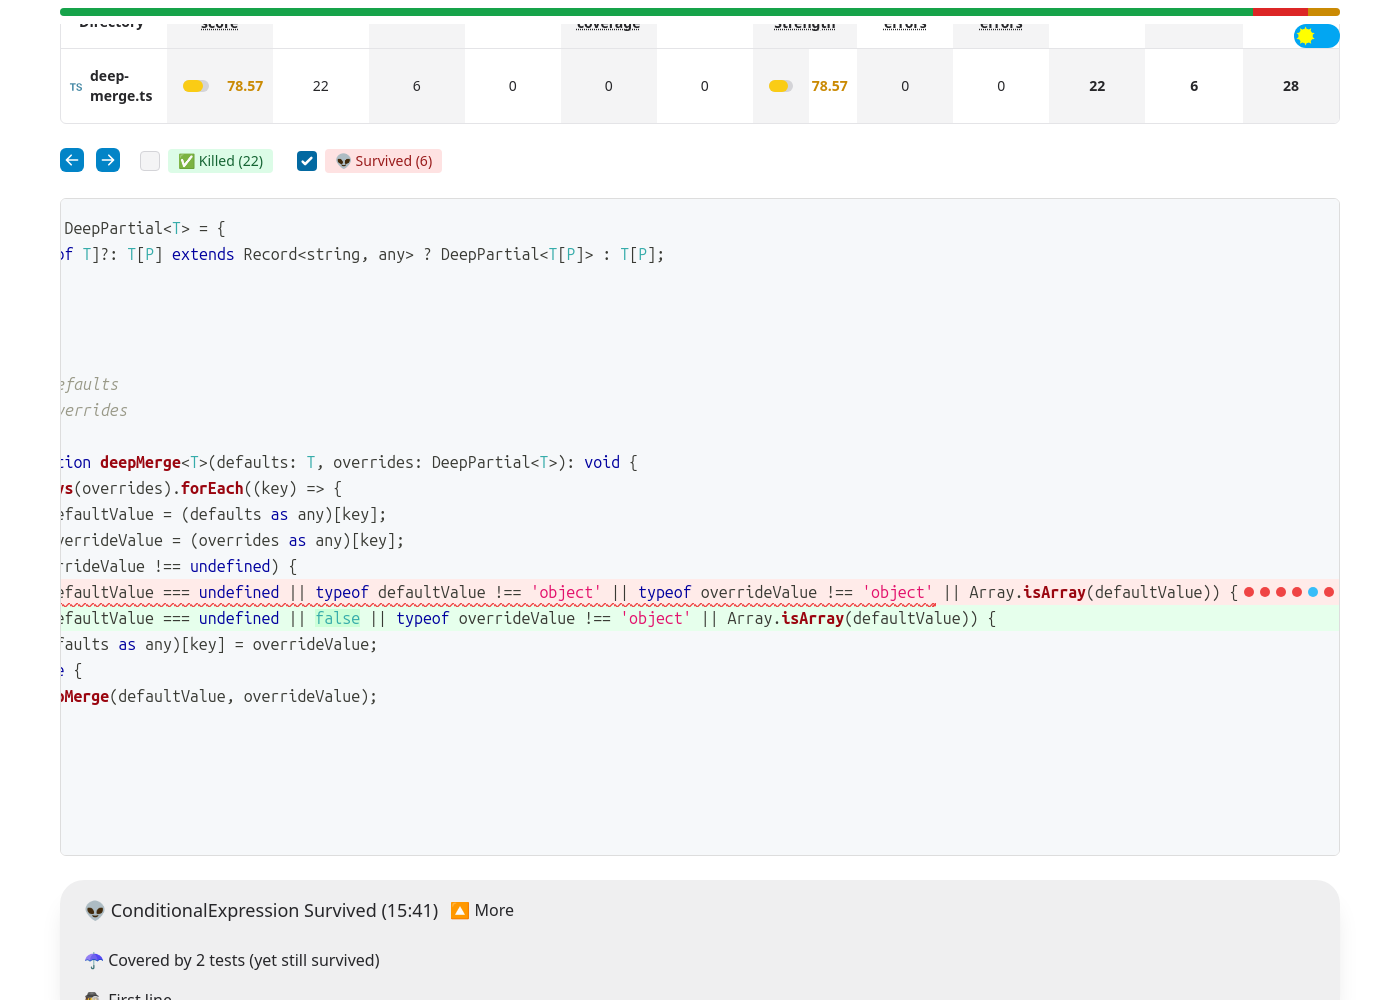 Directory score coverage Strength errors errors
TS deep-merge.ts 78.57 22 6 0 0 0 78.57 0 0 22 6 28
✅ Killed (22) 👽 Survived (6)
DeepPartial<T> = {
of T]?: T[P] extends Record<string, any> ? DeepPartial<T[P]> : T[P];
efaults
verrides
tion deepMerge<T>(defaults: T, overrides: DeepPartial<T>): void {
ys(overrides).forEach((key) => {
efaultValue = (defaults as any)[key];
verrideValue = (overrides as any)[key];
rrideValue !== undefined) {
efaultValue === undefined || typeof defaultValue !== 'object' || typeof overrideValue !== 'object' || Array.isArray(defaultValue)) {
efaultValue === undefined || false || typeof overrideValue !== 'object' || Array.isArray(defaultValue)) {
faults as any)[key] = overrideValue;
e {
pMerge(defaultValue, overrideValue);
👽 ConditionalExpression Survived (15:41) 🔼 More
☂️ Covered by 2 tests (yet still survived)
First line